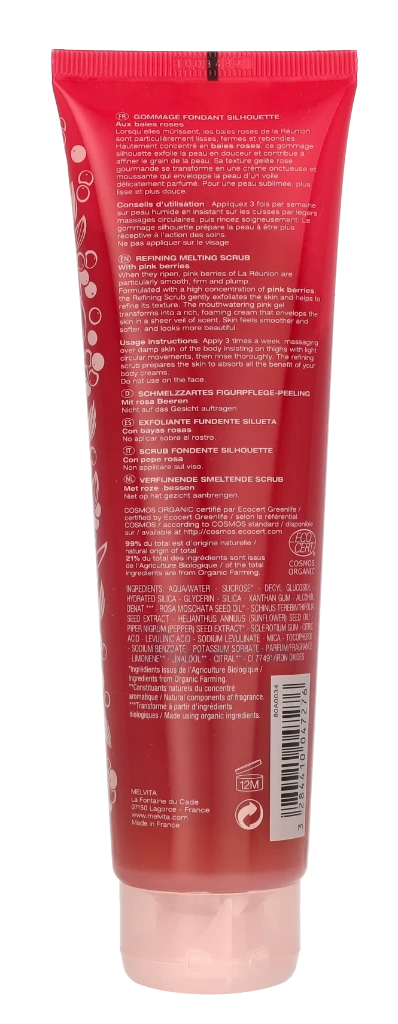 FR GOMMAGE FONDANT SILHOUETTE
Aux baies roses
Lorsqu'elles mûrissent, les baies roses de la Réunion
sont particulièrement lisses, fermes et rebondies
Hautement concentré en baies roses, ce gommage
silhouette exfolie la peau en douceur et contribue à
affiner le grain de la peau. Sa texture gelée rose
gourmande se transforme en une crème onctueuse et
moussante qui enveloppe la peau d'un voile
délicatement parfumé. Pour une peau sublimée, plus
lisse et plus douce.
Conseils d'utilisation : Appliquez 3 fois par semaine
sur peau humide en insistant sur les cuisses par légers
massages circulaires, puis rincez soigneusement. Le
gommage silhouette prépare la peau à être plus
réceptive à l'action des soins.
Ne pas appliquer sur le visage.
EN REFINING MELTING SCRUB
With pink berries
When they ripen, pink berries of La Réunion are
particularly smooth, firm and plump.
Formulated with a high concentration of pink berries,
the Refining Scrub gently exfoliates the skin and helps to
refine its texture. The mouthwatering pink gel
transforms into a rich, foaming cream that envelops the
skin in a sheer veil of scent. Skin feels smoother and
softer, and looks more beautiful.
Usage instructions: Apply 3 times a week, massaging
over damp skin of the body insisting on thighs with light
circular movements, then rinse thoroughly. The refining
scrub prepares the skin to absorb all the benefit of your
body creams.
Do not use on the face.
D SCHMELZZARTES FIGURPFLEGE-PEELING
Mit rosa Beeren
Nicht auf das Gesicht auftragen
ES EXFOLIANTE FUNDENTE SILUETA
Con bayas rosas
No aplicar sobre el rostro.
IT SCRUB FONDENTE SILHOUETTE
Con pepe rosa
Non applicare sul viso.
NL VERFIJNENDE SMELTENDE SCRUB
Met roze bessen
Niet op het gezicht aanbrengen.
COSMOS ORGANIC certifié par Ecocert Greenlife /
certified by Ecocert Greenlife / selon le référentiel
COSMOS / according to COSMOS standard / disponible
sur / available at http://cosmos.ecocert.com
99% du total est d'origine naturelle /
natural origin of total.
21% du total des ingrédients sont issus
de l'Agriculture Biologique / of the total
ingredients are from Organic Farming.
ECO
CERT
COSMOS
ORGANIC
INGREDIENTS: AQUA/WATER - SUCROSE* - DECYL GLUCOSIDE
HYDRATED SILICA - GLYCERIN - SILICA - XANTHAN GUM - ALCOHOL
DENAT.*** - ROSA MOSCHATA SEED OIL* - SCHINUS TEREBINTHIFOLIA
SEED EXTRACT - HELIANTHUS ANNUUS (SUNFLOWER) SEED OIL -
PIPER NIGRUM (PEPPER) SEED EXTRACT* - SCLEROTIUM GUM - CITRIC
ACID - LEVULINIC ACID - SODIUM LEVULINATE - MICA - TOCOPHEROL
- SODIUM BENZOATE - POTASSIUM SORBATE - PARFUM/FRAGRANCE
- LIMONENE** - LINALOOL** - CITRAL** - CI 77491/IRON OXIDES
*Ingrédients issus de l'Agriculture Biologique /
Ingredients from Organic Farming.
**Constituants naturels du concentré
aromatique / Natural components of fragrance.
***Transformé à partir d'ingrédients
biologiques / Made using organic ingredients.
80A0034
3 284410 047276
12M
MELVITA
La Fontaine du Cade
07150 Lagorce - France
www.melvita.com
Made in France